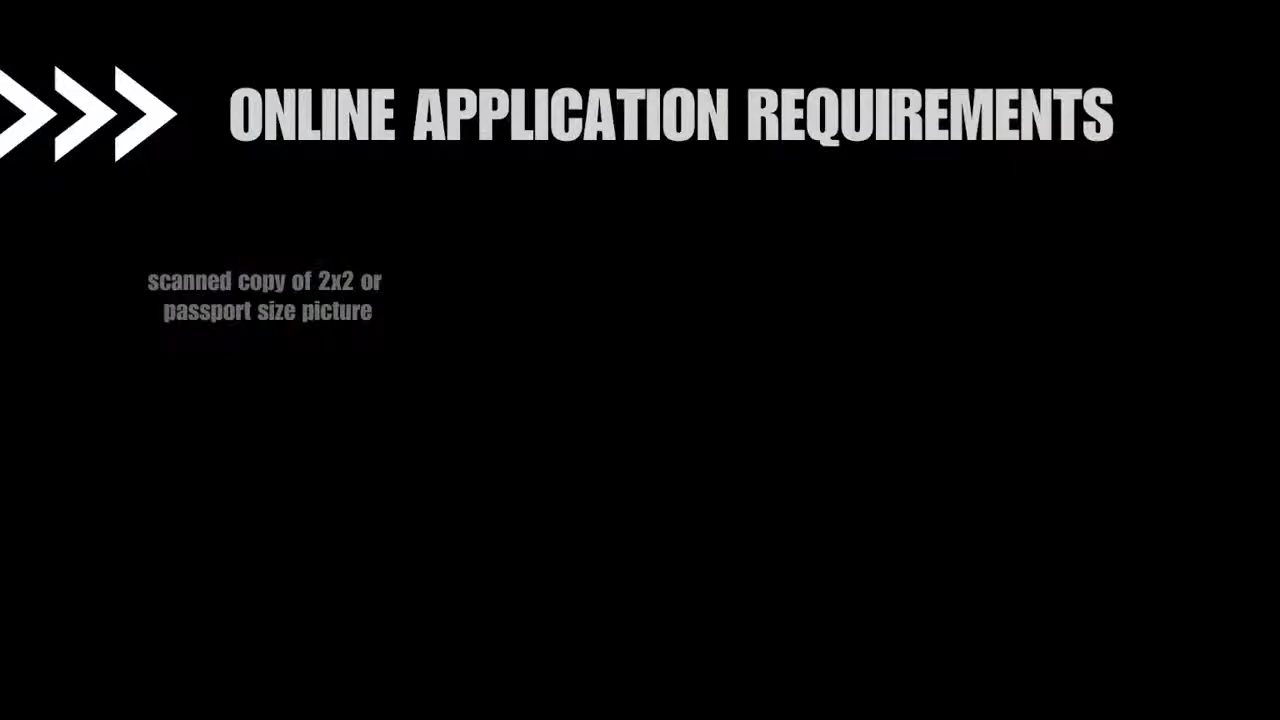 ONLINE APPLICATION REQUIREMENTS
scanned copy of 2x2 or
passport size picture